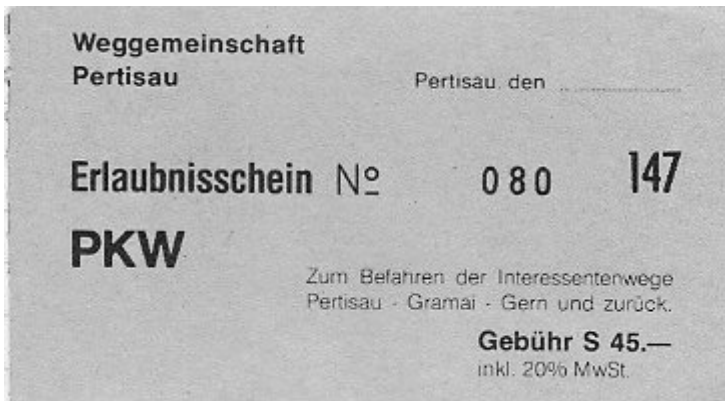 Weggemeinschaft
Pertisau
Pertisau, den
Erlaubnisschein Nº 080 147
PKW
Zum Befahren der Interessentenwege
Pertisau - Gramai - Gern und zurück.
Gebühr S 45.—
inkl. 20% MwSt.